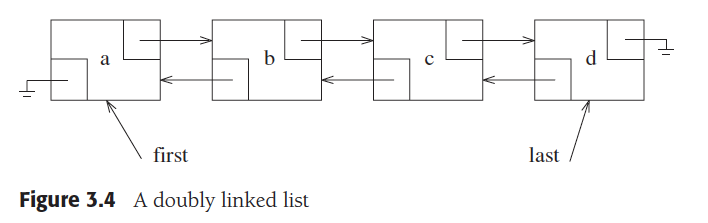 a b c d
first last
Figure 3.4 A doubly linked list